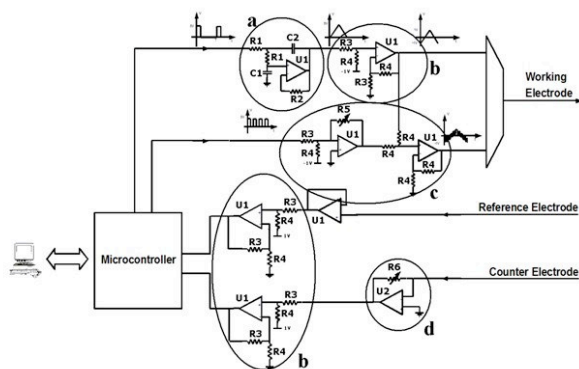 a
R1
C2
R1
U1
C1
R2
R3
U1
R4
-1V
R4
R3
b
Working
Electrode
R5
R3
R4
-1V
U1
R4
R4
U1
R4
R4
c
U1
Reference Electrode
Microcontroller
U1
R3
R4
-1V
R3
R4
Counter Electrode
R6
U2
d
U1
R3
R4
-1V
R3
R4
b